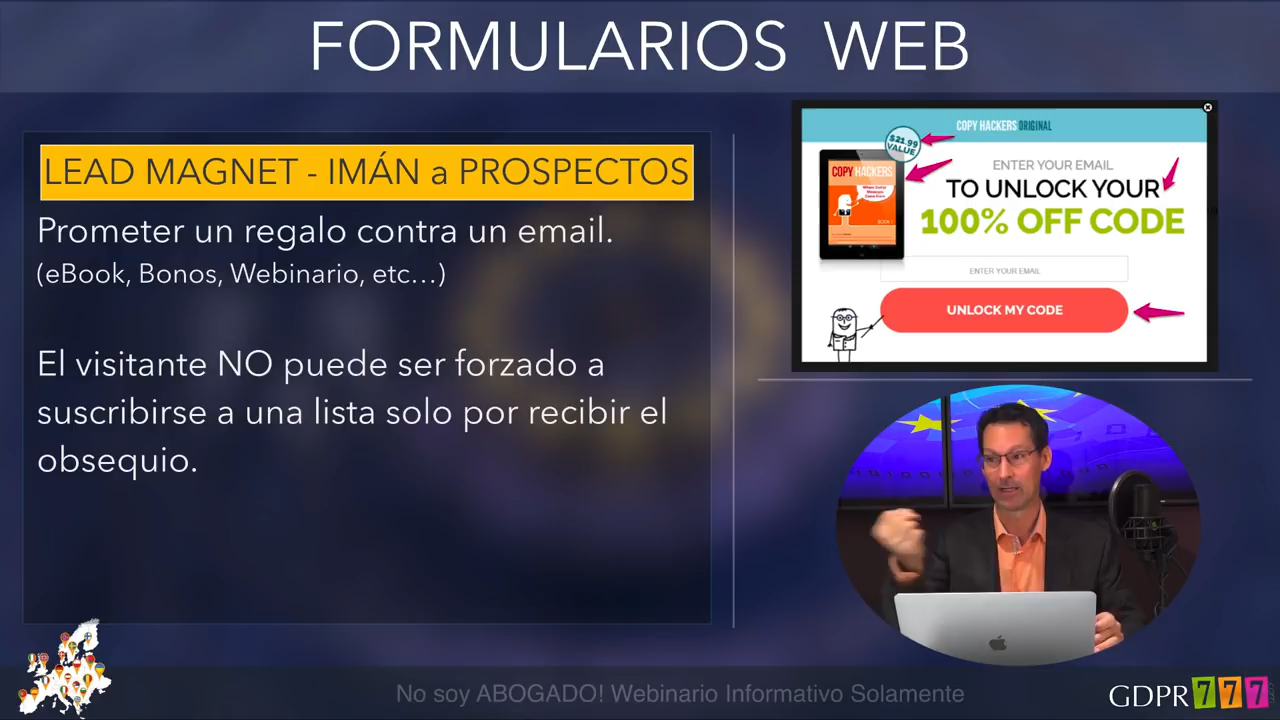 FORMULARIOS WEB
LEAD MAGNET - IMÁN a PROSPECTOS
Prometer un regalo contra un email.
(eBook, Bonos, Webinario, etc...)
El visitante NO puede ser forzado a
suscribirse a una lista solo por recibir el
obsequio.
COPY HACKERS ORIGINAL
$21.99
VALUE
COPY HACKERS
BOOK 1
ENTER YOUR EMAIL
TO UNLOCK YOUR
100% OFF CODE
ENTER YOUR EMAIL
UNLOCK MY CODE
No soy ABOGADO! Webinario Informativo Solamente
GDPR777